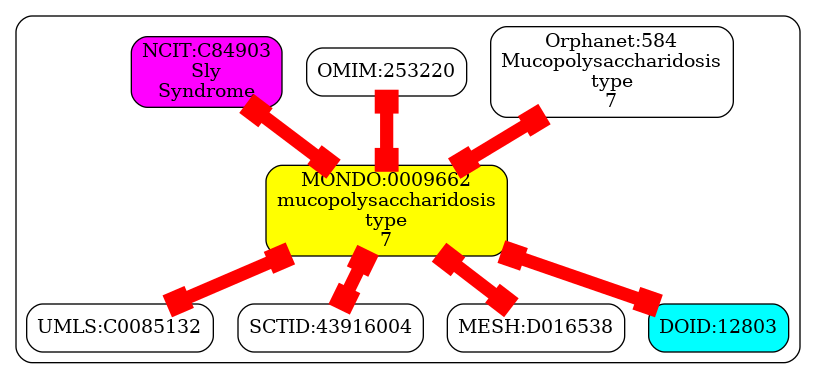 NCIT:C84903
Sly
Syndrome
OMIM:253220
Orphanet:584
Mucopolysaccharidosis
type
7
MONDO:0009662
mucopolysaccharidosis
type
7
UMLS:C0085132
SCTID:43916004
MESH:D016538
DOID:12803